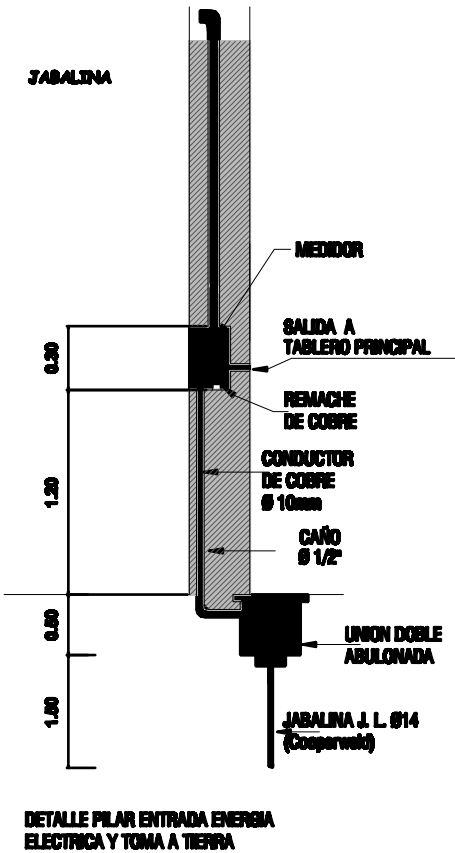 JABALINA
MEDIDOR
SALIDA A
TABLERO PRINCIPAL
0.30
REMACHE
DE COBRE
CONDUCTOR
DE COBRE
Ø 10mm
1.20
CAÑO
Ø 1/2"
0.50
UNION DOBLE
ABULONADA
1.50
JABALINA J. L. Ø14
(Cooperweld)
DETALLE PILAR ENTRADA ENERGIA
ELECTRICA Y TOMA A TIERRA